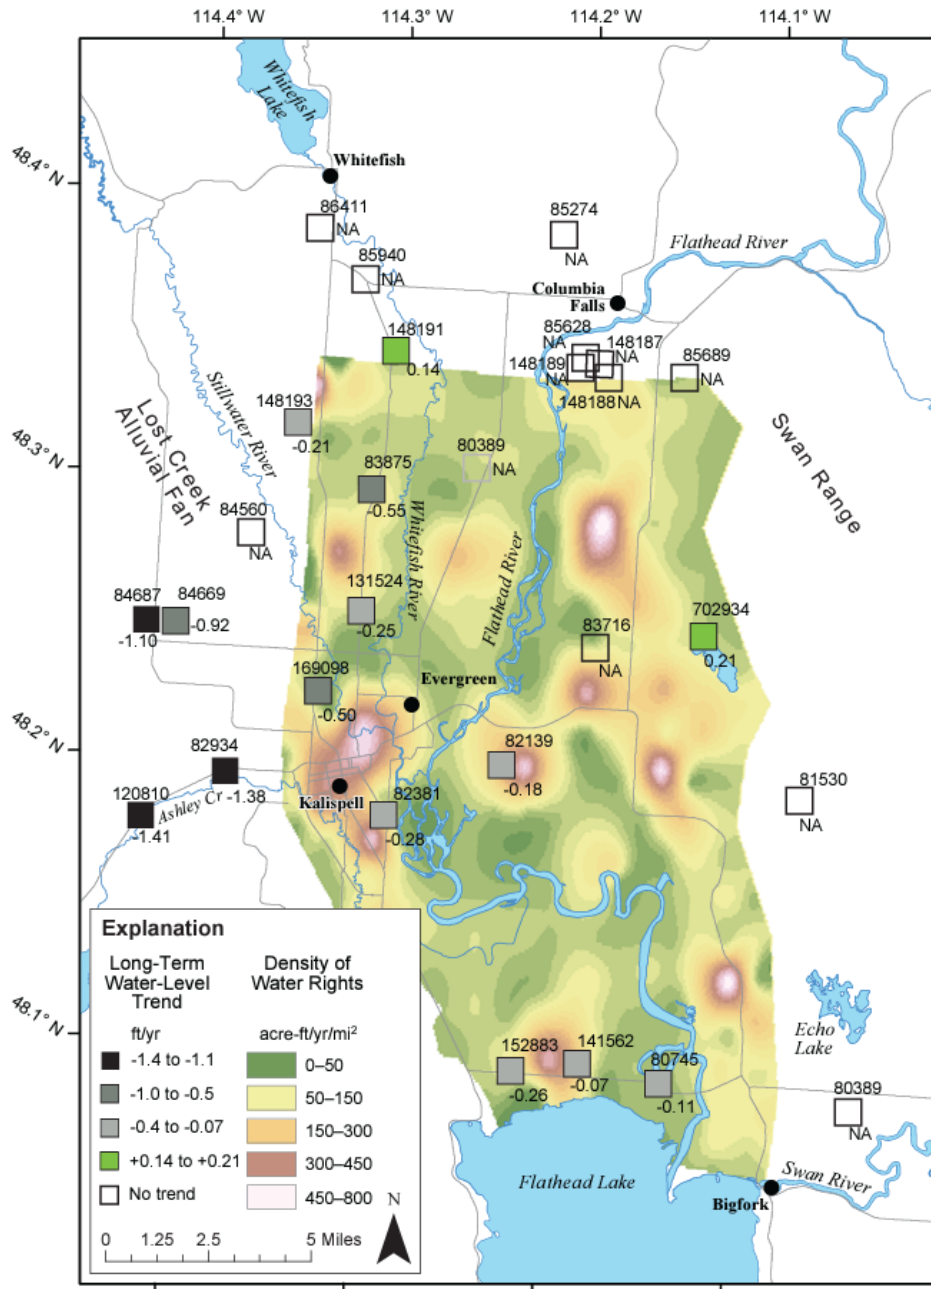 114.4° W
114.3° W
114.2° W
114.1° W
Whitefish
Lake
48.4° N
Whitefish
86411
NA
85274
NA
Flathead River
85940
NA
Columbia
Falls
148191
0.14
85628
NA
148187
NA
148189
NA
148188
NA
85689
NA
148193
-0.21
Stillwater River
Lost Creek
Alluvial Fan
48.3° N
83875
-0.55
80389
NA
Swan Range
84560
NA
Whitefish River
Flathead River
131524
-0.25
84687
-1.10
84669
-0.92
83716
NA
702934
0.21
169098
-0.50
Evergreen
48.2° N
82934
-1.38
82139
-0.18
120810
-1.41
Ashley Cr
Kalispell
82381
-0.28
81530
NA
48.1° N
Echo
Lake
152883
-0.26
141562
-0.07
80745
-0.11
80389
NA
Flathead Lake
Swan River
Bigfork
Explanation
Long-Term
Water-Level
Trend
ft/yr
-1.4 to -1.1
-1.0 to -0.5
-0.4 to -0.07
+0.14 to +0.21
No trend
Density of
Water Rights
acre-ft/yr/mi²
0–50
50–150
150–300
300–450
450–800
N
0 1.25 2.5 5 Miles